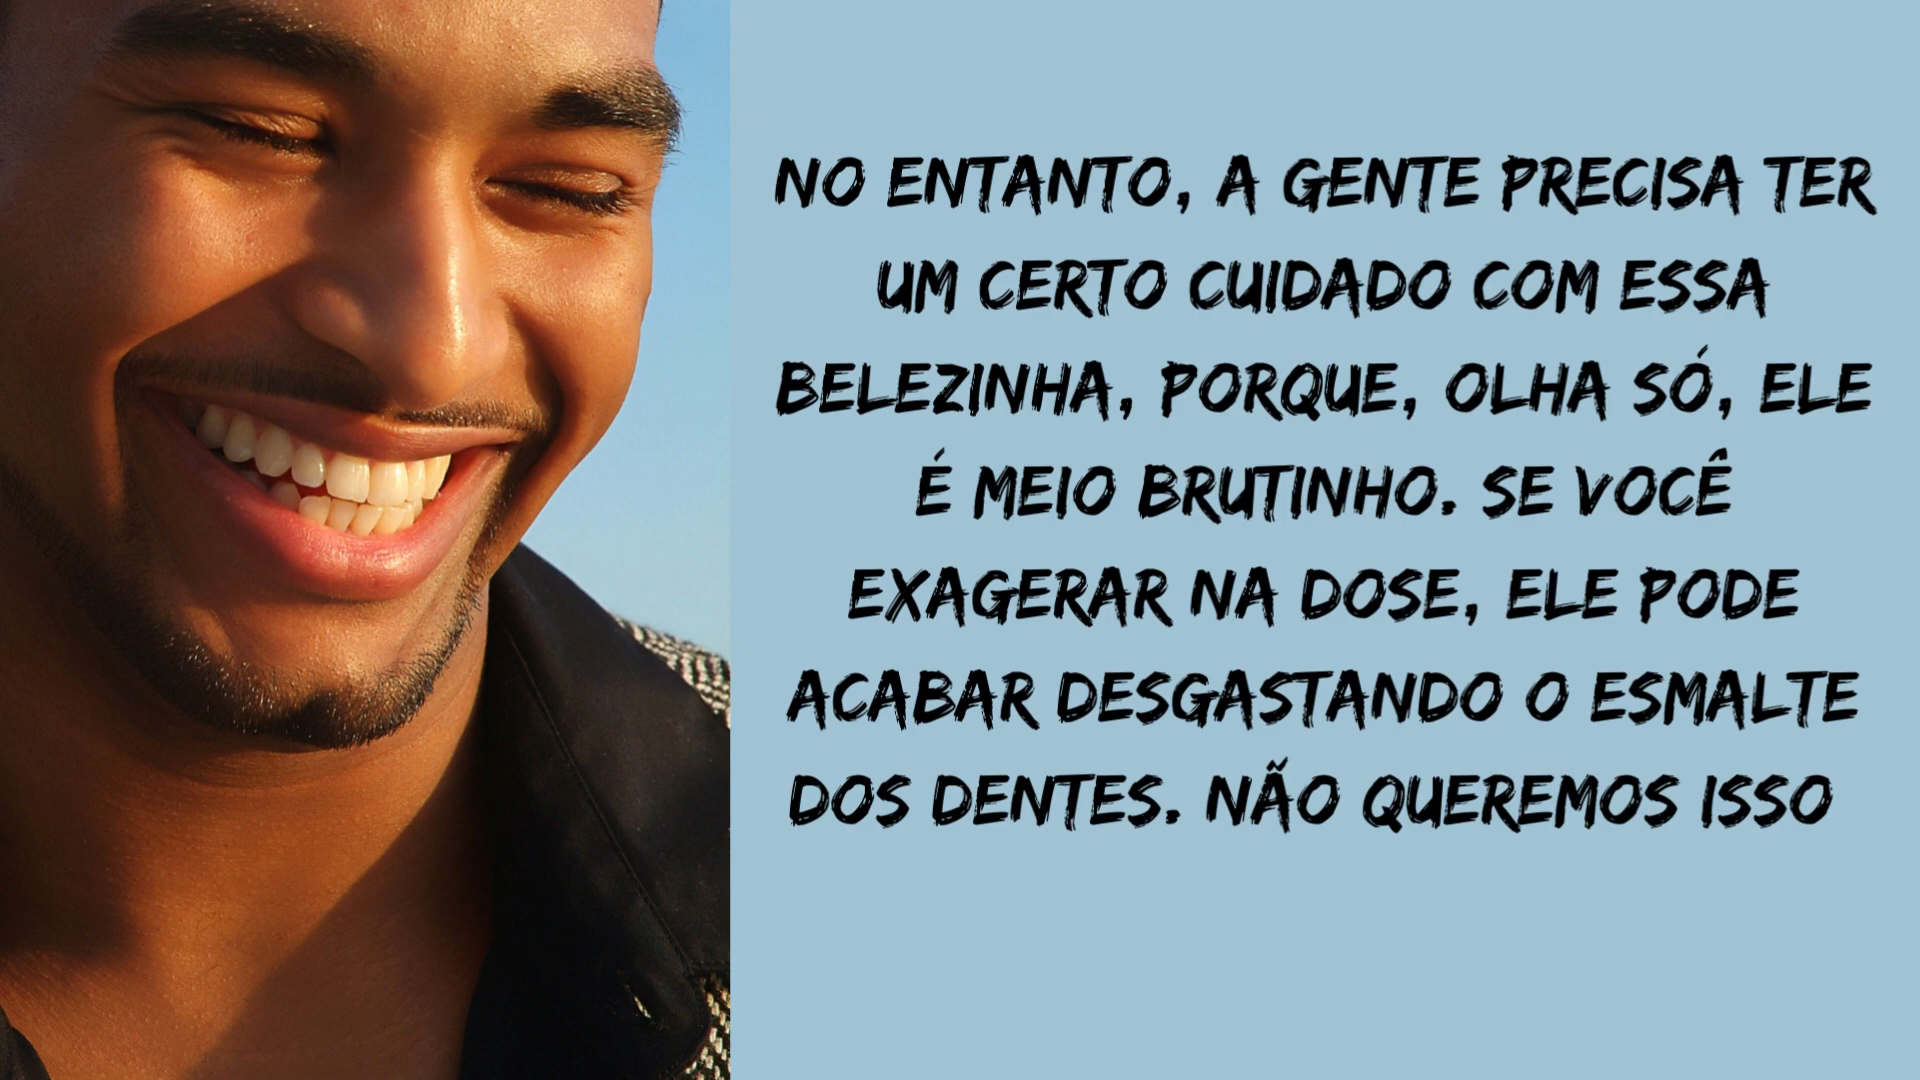 NO ENTANTO, A GENTE PRECISA TER
UM CERTO CUIDADO COM ESSA
BELEZINHA, PORQUE, OLHA SÓ, ELE
É MEIO BRUTINHO. SE VOCÊ
EXAGERAR NA DOSE, ELE PODE
ACABAR DESGASTANDO O ESMALTE
DOS DENTES. NÃO QUEREMOS ISSO